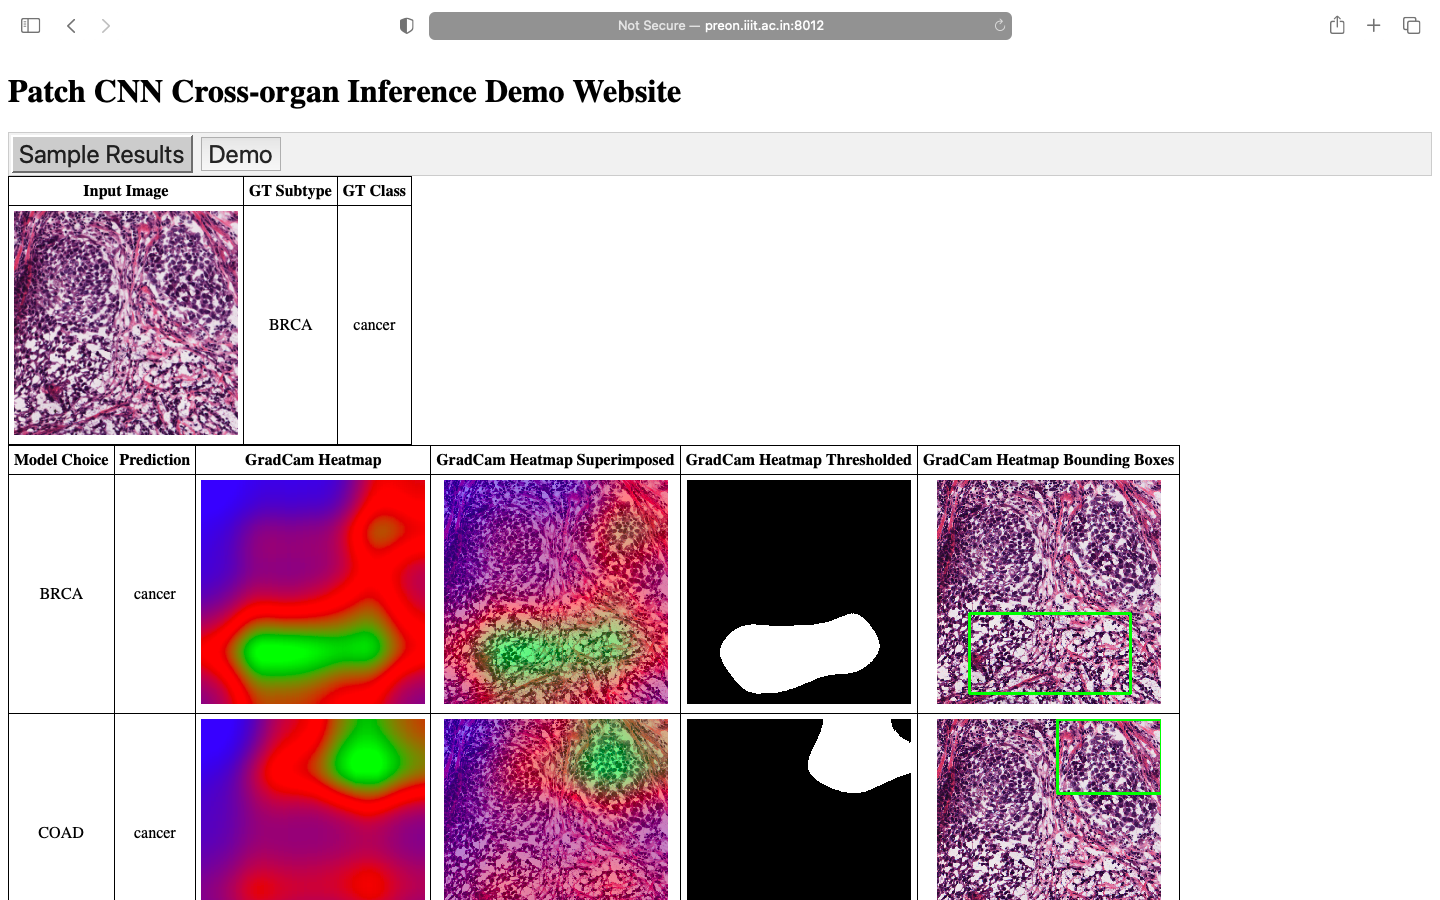 Not Secure — preon.iiit.ac.in:8012
Patch CNN Cross-organ Inference Demo Website
Sample Results Demo
Input Image GT Subtype GT Class
BRCA cancer
Model Choice Prediction GradCam Heatmap GradCam Heatmap Superimposed GradCam Heatmap Thresholded GradCam Heatmap Bounding Boxes
BRCA cancer
COAD cancer